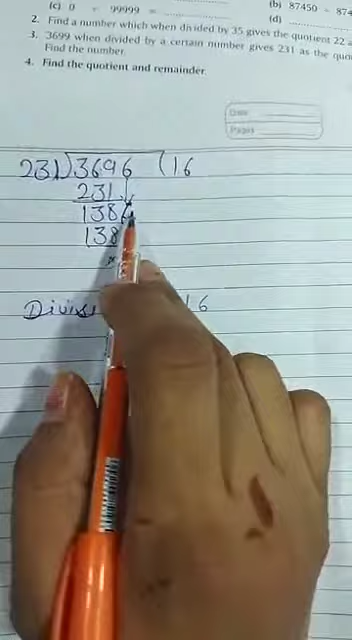 (c) 0 ÷ 99999 =
(b) 87450 ÷ 874
(d)
2. Find a number which when divided by 35 gives the quotient 22
3. 3699 when divided by a certain number gives 231 as the quo
Find the number.
4. Find the quotient and remainder
Date
Page
231)3696(16
231
1386
138
16